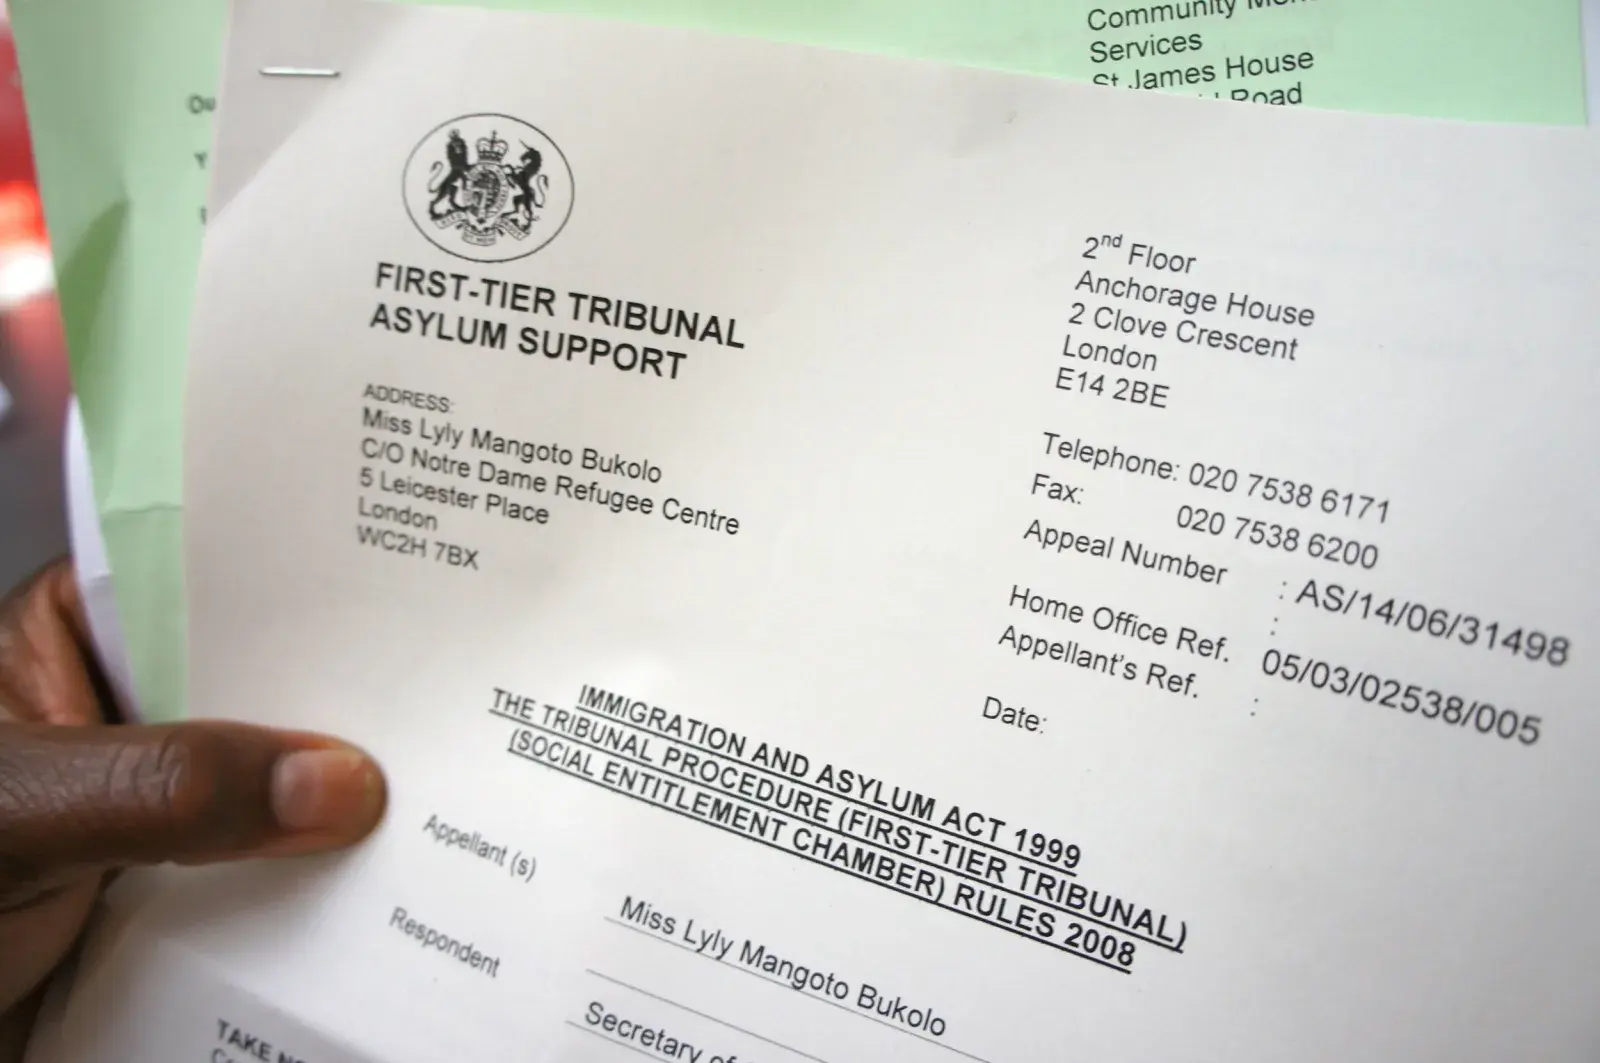 Community
Services
St James House
Road
FIRST-TIER TRIBUNAL
ASYLUM SUPPORT
ADDRESS:
Miss Lyly Mangoto Bukolo
C/O Notre Dame Refugee Centre
5 Leicester Place
London
WC2H 7BX
2nd Floor
Anchorage House
2 Clove Crescent
London
E14 2BE
Telephone: 020 7538 6171
Fax: 020 7538 6200
Appeal Number : AS/14/06/31498
:
Home Office Ref. 05/03/02538/005
Appellant's Ref. :
Date:
IMMIGRATION AND ASYLUM ACT 1999
THE TRIBUNAL PROCEDURE (FIRST-TIER TRIBUNAL)
(SOCIAL ENTITLEMENT CHAMBER) RULES 2008
Appellant (s)
Miss Lyly Mangoto Bukolo
Respondent
Secretary of
TAKE